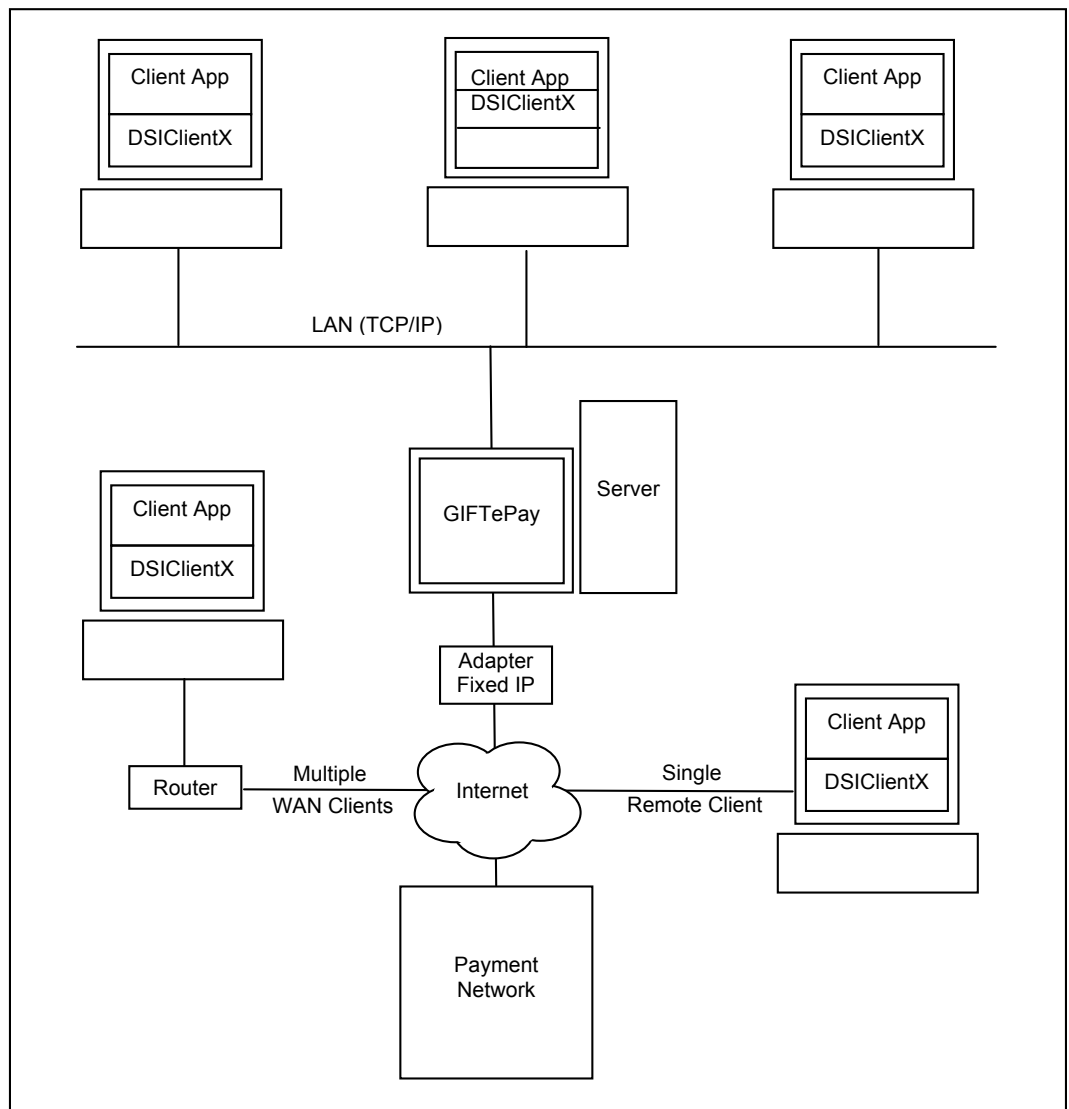 Client App
DSIClientX
Client App
DSIClientX
Client App
DSIClientX
LAN (TCP/IP)
GIFTePay
Server
Client App
DSIClientX
Adapter
Fixed IP
Router
Multiple
WAN Clients
Internet
Single
Remote Client
Client App
DSIClientX
Payment
Network